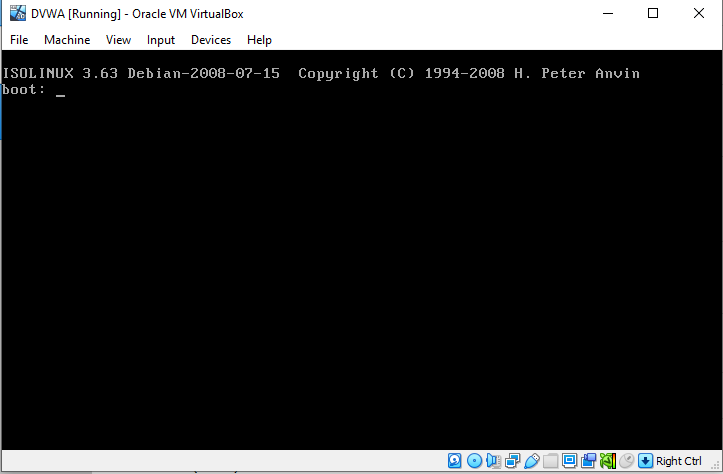 DVWA [Running] - Oracle VM VirtualBox
File Machine View Input Devices Help
ISOLINUX 3.63 Debian-2008-07-15  Copyright (C) 1994-2008 H. Peter Anvin
boot: _
Right Ctrl